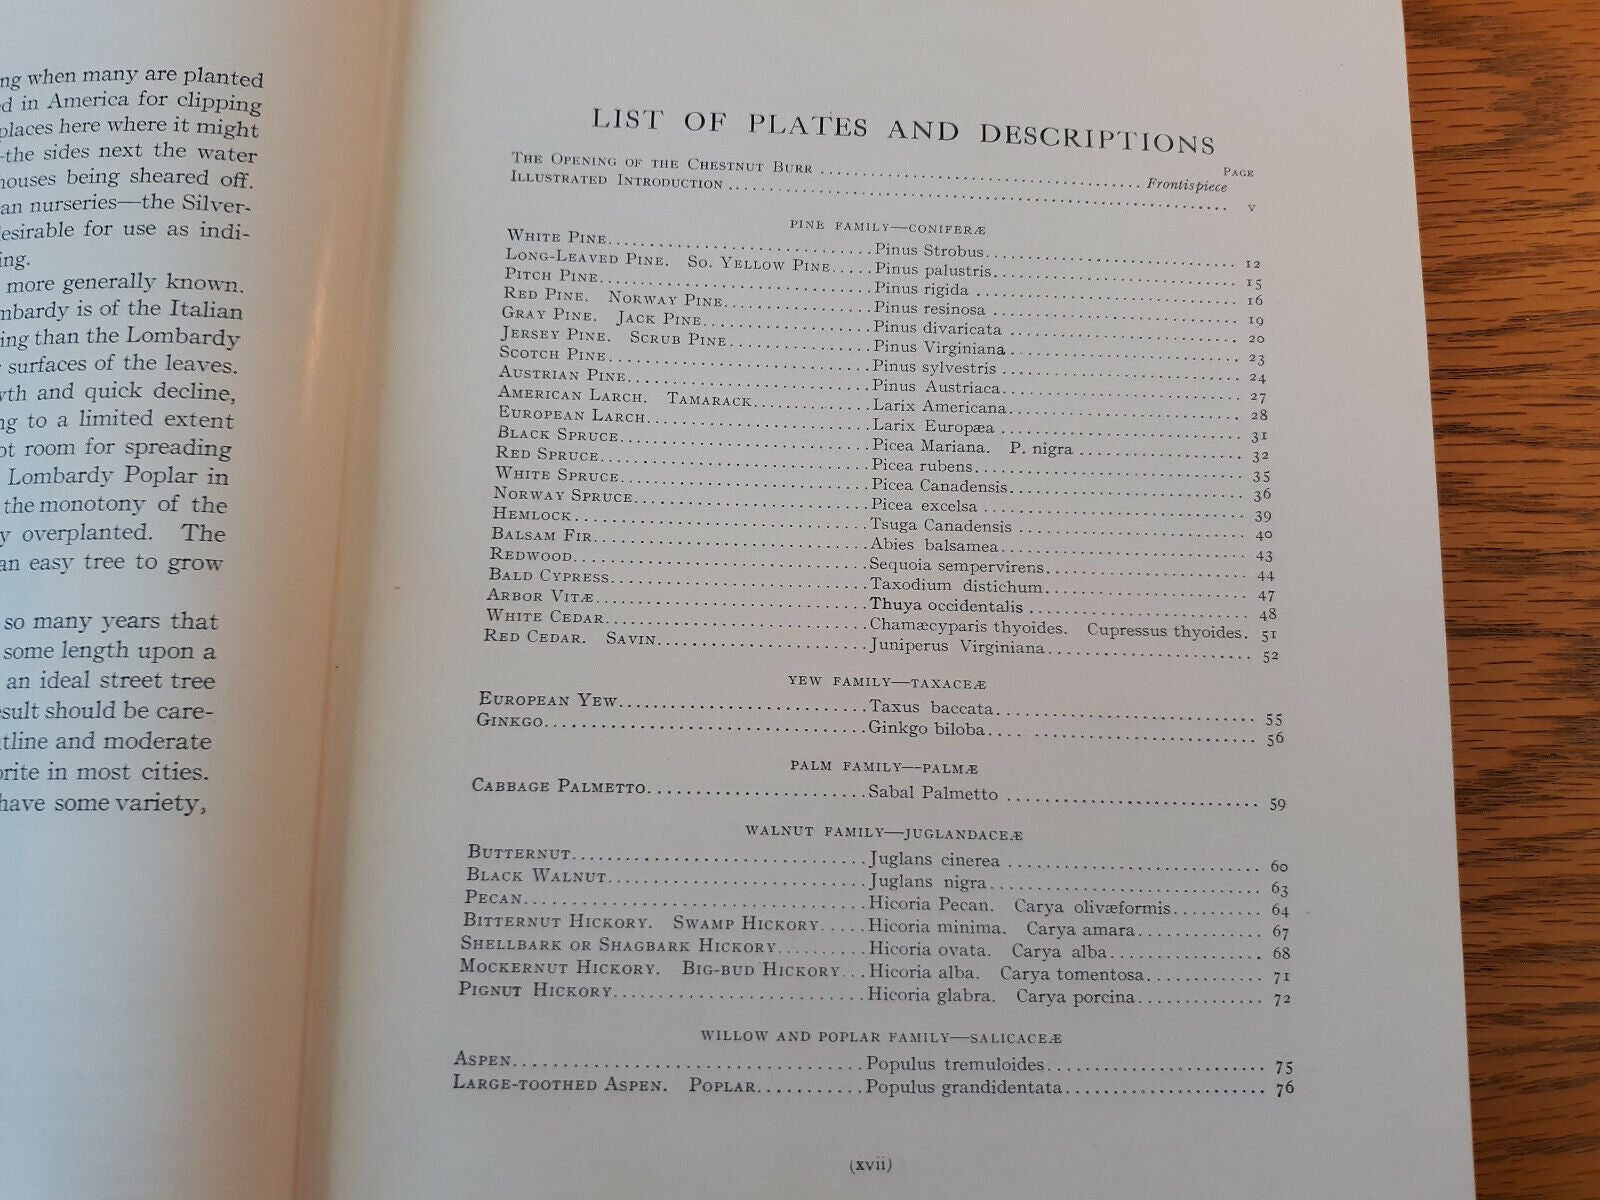 ng when many are planted
d in America for clipping
places here where it might
—the sides next the water
houses being sheared off.
an nurseries—the Silver-
esirable for use as indi-
ing.
more generally known.
mbardy is of the Italian
ing than the Lombardy
surfaces of the leaves.
wth and quick decline,
ng to a limited extent
ot room for spreading
Lombardy Poplar in
the monotony of the
y overplanted. The
an easy tree to grow
so many years that
some length upon a
an ideal street tree
esult should be care-
tline and moderate
orite in most cities.
have some variety,
LIST OF PLATES AND DESCRIPTIONS
PAGE
THE OPENING OF THE CHESTNUT BURR ........ Frontispiece
ILLUSTRATED INTRODUCTION ........ v
PINE FAMILY—CONIFERÆ
WHITE PINE........Pinus Strobus........ 12
LONG-LEAVED PINE. SO. YELLOW PINE.....Pinus palustris........ 15
PITCH PINE........Pinus rigida ........ 16
RED PINE. NORWAY PINE........Pinus resinosa ........ 19
GRAY PINE. JACK PINE........Pinus divaricata ........ 20
JERSEY PINE. SCRUB PINE........Pinus Virginiana........ 23
SCOTCH PINE........Pinus sylvestris ........ 24
AUSTRIAN PINE........Pinus Austriaca........ 27
AMERICAN LARCH. TAMARACK........Larix Americana........ 28
EUROPEAN LARCH........Larix Europæa ........ 31
BLACK SPRUCE........Picea Mariana. P. nigra ........ 32
RED SPRUCE........Picea rubens........ 35
WHITE SPRUCE........Picea Canadensis........ 36
NORWAY SPRUCE........Picea excelsa ........ 39
HEMLOCK........Tsuga Canadensis ........ 40
BALSAM FIR........Abies balsamea........ 43
REDWOOD........Sequoia sempervirens........ 44
BALD CYPRESS........Taxodium distichum........ 47
ARBOR VITÆ........Thuya occidentalis ........ 48
WHITE CEDAR........Chamæcyparis thyoides. Cupressus thyoides. 51
RED CEDAR. SAVIN........Juniperus Virginiana........ 52
YEW FAMILY—TAXACEÆ
EUROPEAN YEW........Taxus baccata........ 55
GINKGO........Ginkgo biloba........ 56
PALM FAMILY—PALMÆ
CABBAGE PALMETTO........Sabal Palmetto ........ 59
WALNUT FAMILY—JUGLANDACEÆ
BUTTERNUT........Juglans cinerea ........ 60
BLACK WALNUT........Juglans nigra........ 63
PECAN........Hicoria Pecan. Carya olivæformis........ 64
BITTERNUT HICKORY. SWAMP HICKORY.....Hicoria minima. Carya amara........ 67
SHELLBARK OR SHAGBARK HICKORY........Hicoria ovata. Carya alba........ 68
MOCKERNUT HICKORY. BIG-BUD HICKORY...Hicoria alba. Carya tomentosa........ 71
PIGNUT HICKORY........Hicoria glabra. Carya porcina........ 72
WILLOW AND POPLAR FAMILY—SALICACEÆ
ASPEN........Populus tremuloides........ 75
LARGE-TOOTHED ASPEN. POPLAR........Populus grandidentata........ 76
(xvii)